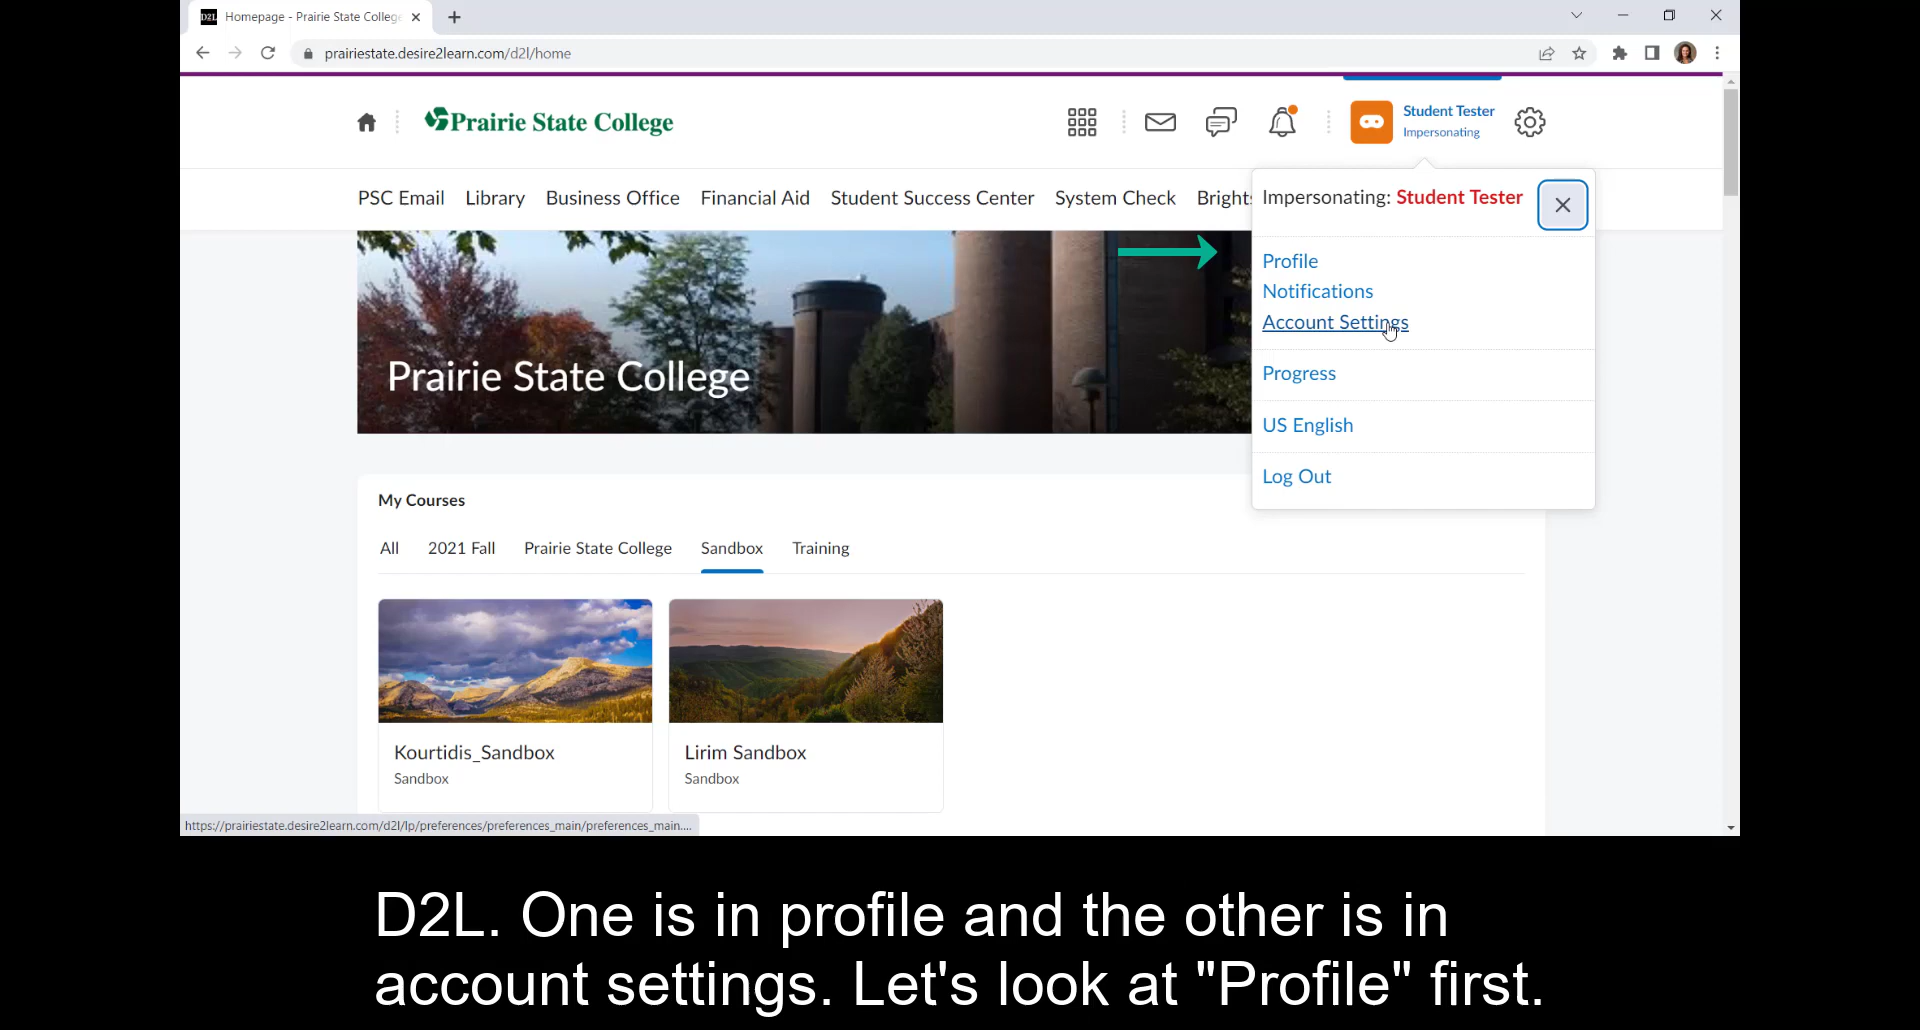 D2L Homepage - Prairie State College
prairiestate.desire2learn.com/d2l/home
Prairie State College
Student Tester
Impersonating
PSC Email Library Business Office Financial Aid Student Success Center System Check
Impersonating: Student Tester
Profile
Notifications
Account Settings
Progress
US English
Log Out
Prairie State College
My Courses
All 2021 Fall Prairie State College Sandbox Training
Kourtidis_Sandbox
Sandbox
Lirim Sandbox
Sandbox
https://prairiestate.desire2learn.com/d2l/lp/preferences/preferences_main/preferences_main....
D2L. One is in profile and the other is in
account settings. Let's look at "Profile" first.